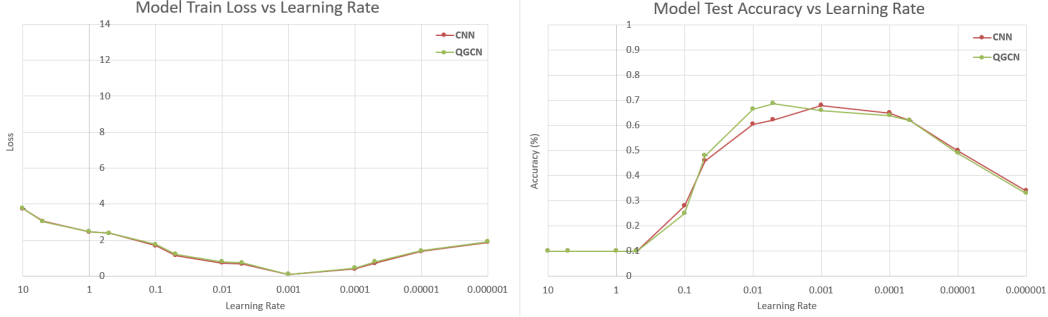 Model Train Loss vs Learning Rate
14
12
10
8
6
4
2
0
Loss
CNN
QGCN
10 1 0.1 0.01 0.001 0.0001 0.00001 0.000001
Learning Rate
Model Test Accuracy vs Learning Rate
1
0.9
0.8
0.7
0.6
0.5
0.4
0.3
0.2
0.1
0
Accuracy (%)
CNN
QGCN
10 1 0.1 0.01 0.001 0.0001 0.00001 0.000001
Learning Rate